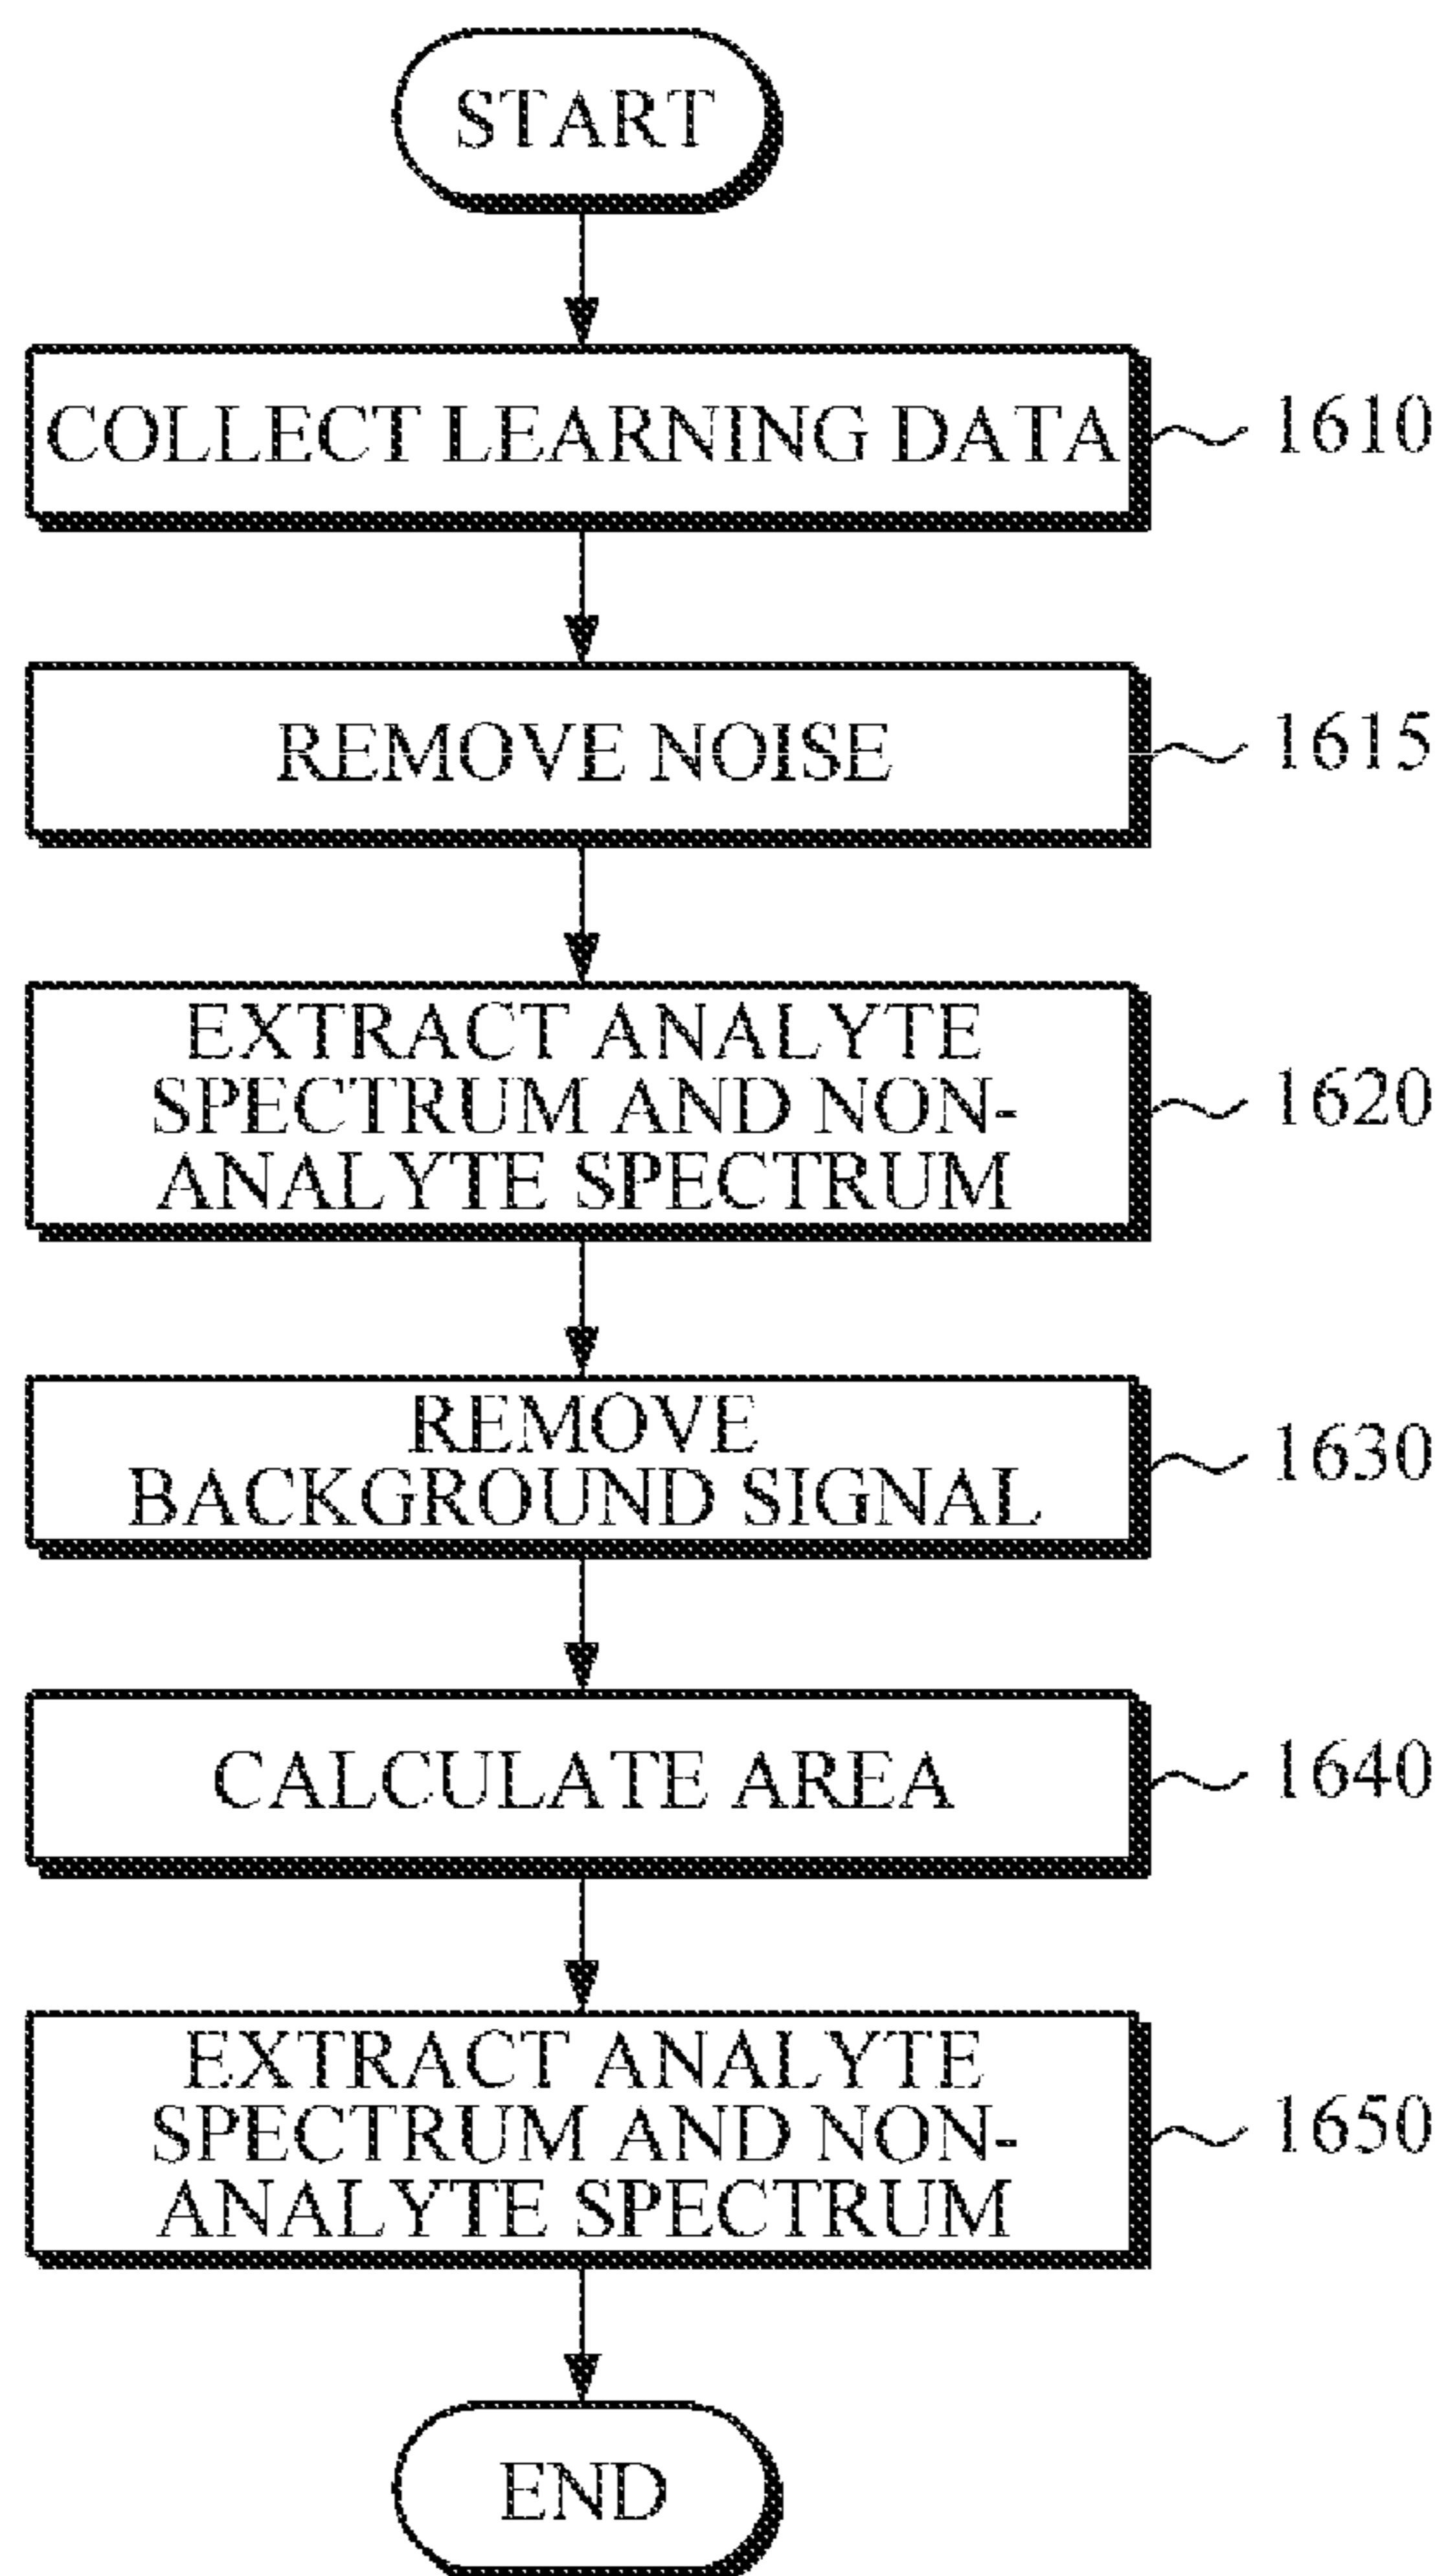 START
COLLECT LEARNING DATA
1610
REMOVE NOISE
1615
EXTRACT ANALYTE
SPECTRUM AND NON-
ANALYTE SPECTRUM
1620
REMOVE
BACKGROUND SIGNAL
1630
CALCULATE AREA
1640
EXTRACT ANALYTE
SPECTRUM AND NON-
ANALYTE SPECTRUM
1650
END